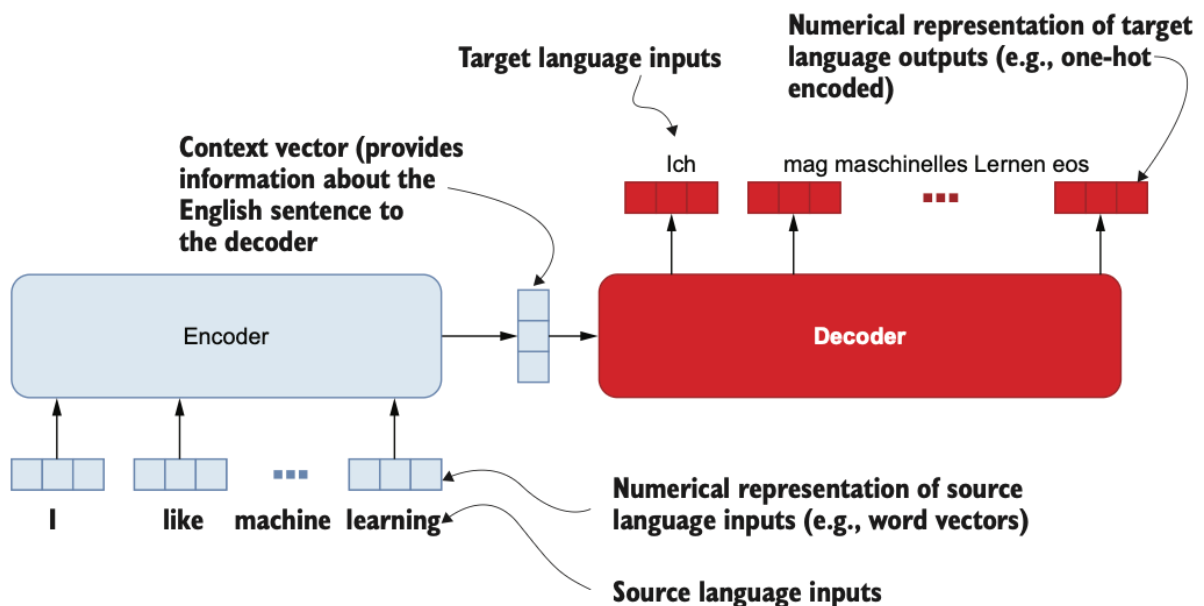 Target language inputs
Numerical representation of target
language outputs (e.g., one-hot
encoded)
Context vector (provides
information about the
English sentence to
the decoder
Ich
mag maschinelles Lernen eos
Encoder
Decoder
I like machine learning
Numerical representation of source
language inputs (e.g., word vectors)
Source language inputs